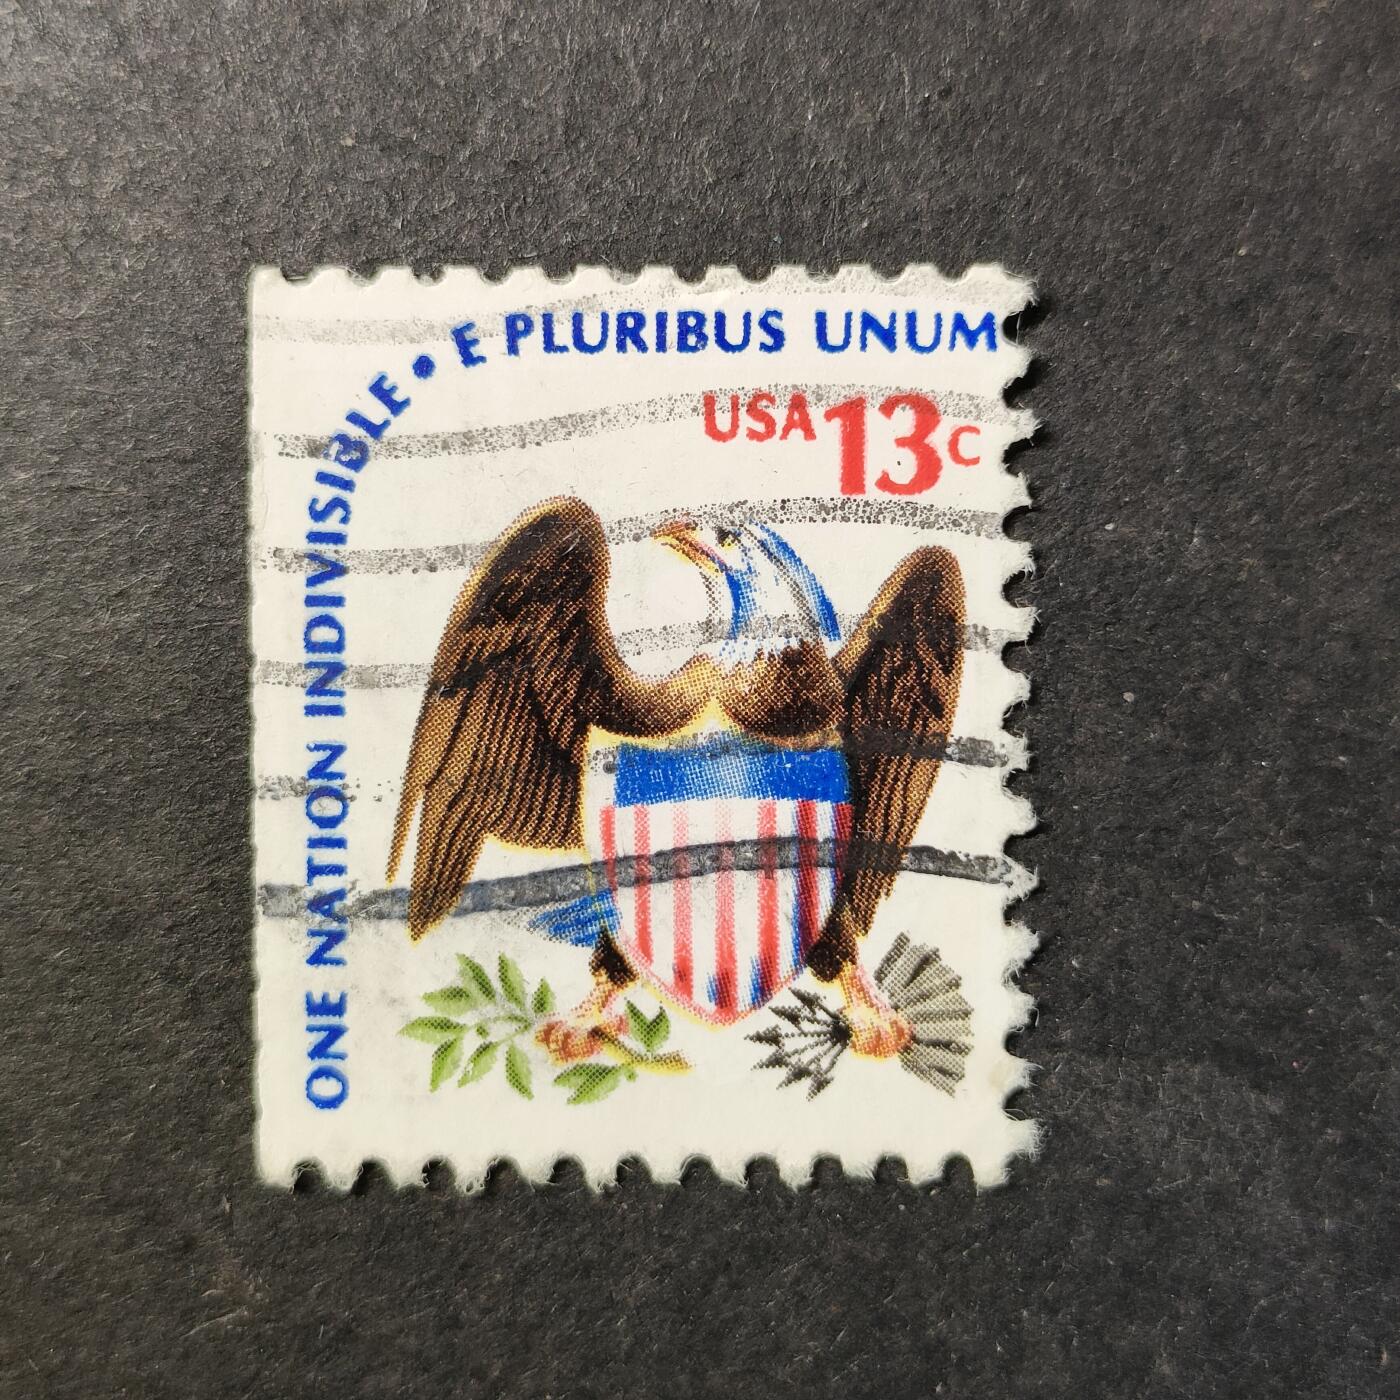 ONE NATION INDIVISIBLE • E PLURIBUS UNUM
USA 13c